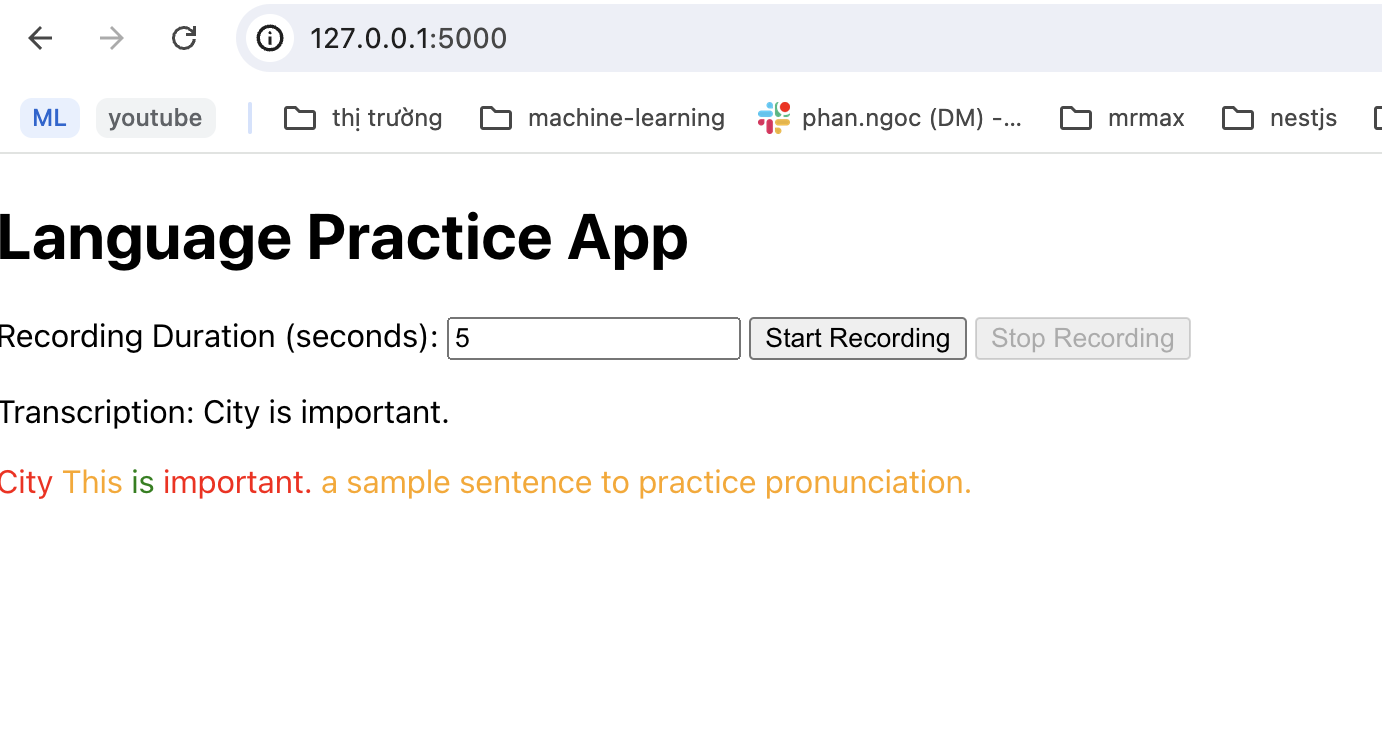 127.0.0.1:5000
ML youtube thị trường machine-learning phan.ngoc (DM) -... mrmax nestjs
Language Practice App
Recording Duration (seconds): 5 Start Recording Stop Recording
Transcription: City is important.
City This is important. a sample sentence to practice pronunciation.